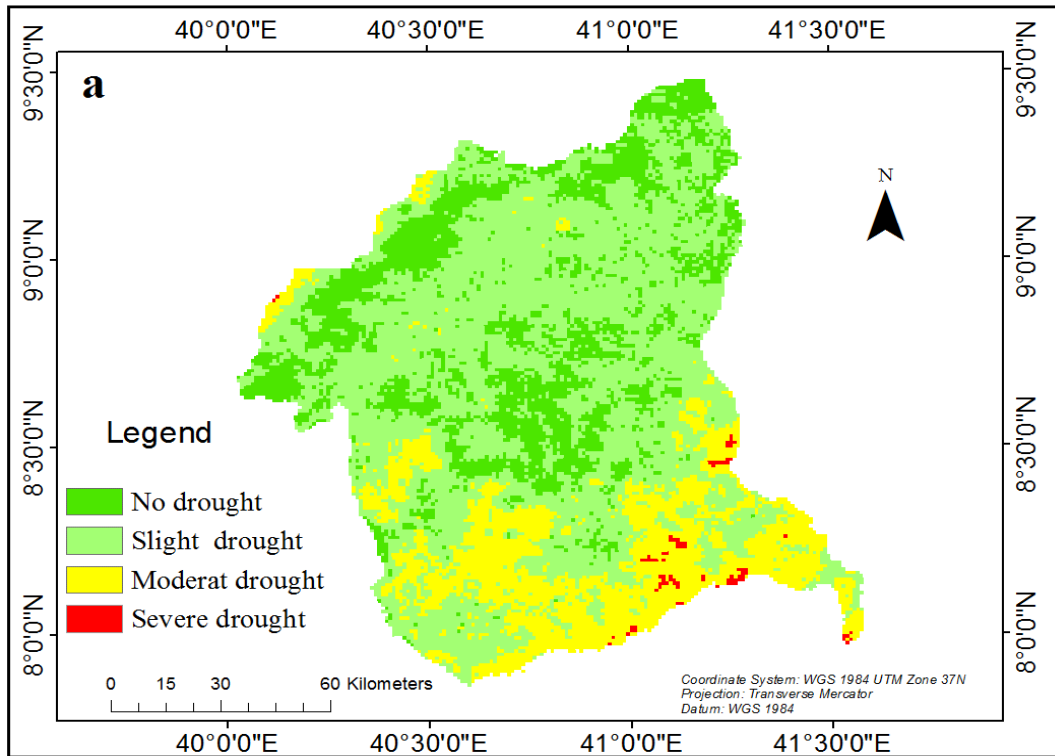 40°0'0"E 40°30'0"E 41°0'0"E 41°30'0"E
a
N
9°30'0"N
9°0'0"N
8°30'0"N
8°0'0"N
9°30'0"N
9°0'0"N
8°30'0"N
8°0'0"N
Legend
No drought
Slight drought
Moderat drought
Severe drought
0 15 30 60 Kilometers
Coordinate System: WGS 1984 UTM Zone 37N
Projection: Transverse Mercator
Datum: WGS 1984
40°0'0"E 40°30'0"E 41°0'0"E 41°30'0"E